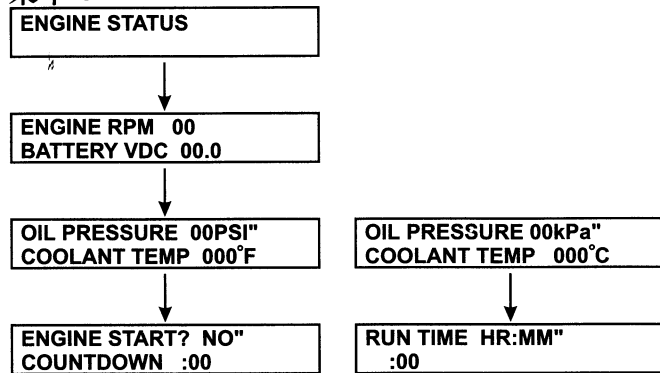 ENGINE STATUS
ENGINE RPM 00
BATTERY VDC 00.0
OIL PRESSURE 00PSI"
COOLANT TEMP 000°F
OIL PRESSURE 00kPa"
COOLANT TEMP 000°C
ENGINE START? NO"
COUNTDOWN :00
RUN TIME HR:MM"
:00